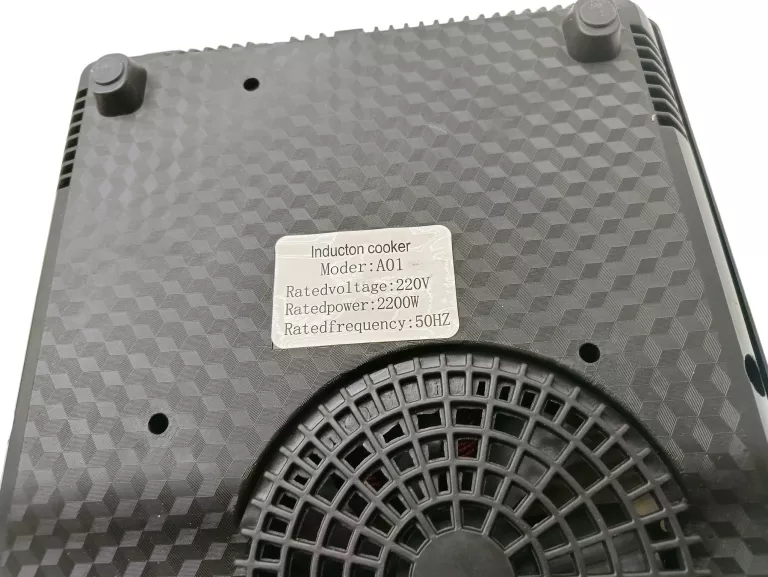 Inducton cooker
Moder:A01
Ratedvoltage:220V
Ratedpower:2200W
Ratedfrequency:50HZ